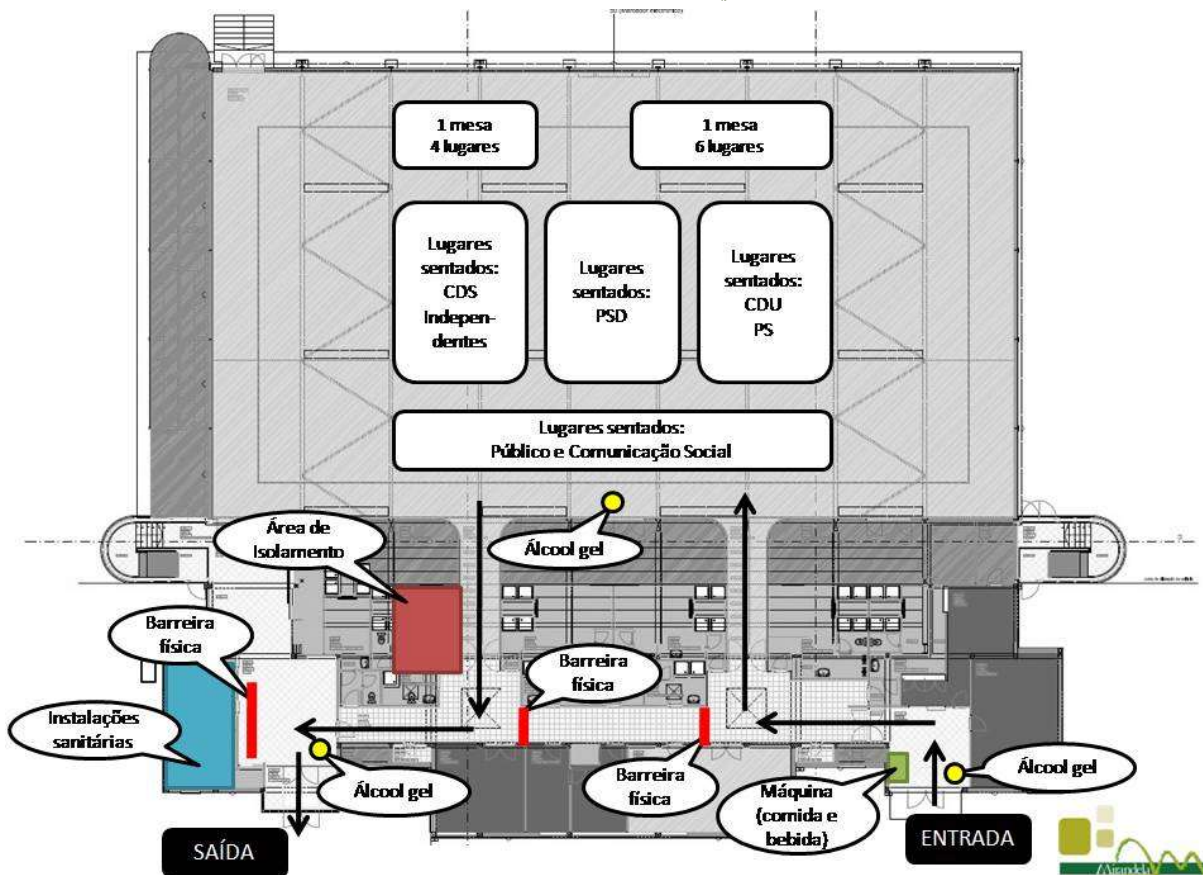 1 mesa
4 lugares
1 mesa
6 lugares
Lugares
sentados:
CDS
Indepen-
dentes
Lugares
sentados:
PSD
Lugares
sentados:
CDU
PS
Lugares sentados:
Público e Comunicação Social
Área de
Isolamento
Álcool gel
Barreira
física
Barreira
física
Instalações
sanitárias
Álcool gel
Barreira
física
Máquina
(comida e
bebida)
Álcool gel
SAÍDA
ENTRADA
Mirandela